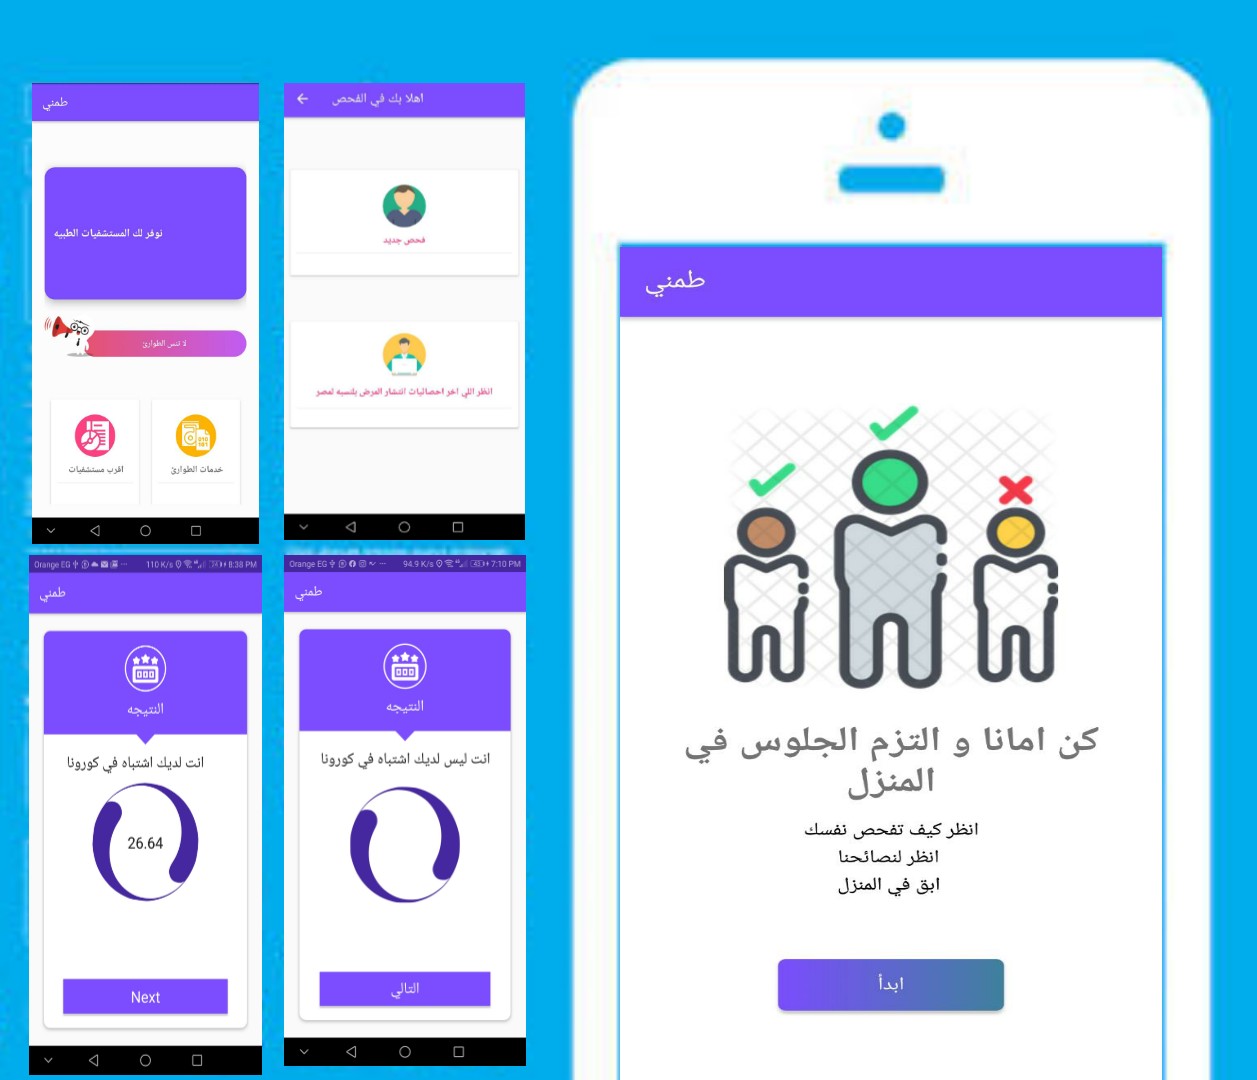 طمني
نوفر لك المستشفيات الطبيه
لا تنس الطوارئ
اقرب مستشفيات
خدمات الطوارئ
اهلا بك في الفحص
فحص جديد
انظر اللي اخر احصائيات انتشار المرض بلنسبه لمصر
Orange EG
110 K/s
8:38 PM
طمني
النتيجه
انت لديك اشتباه في كورونا
26.64
Next
Orange EG
94.9 K/s
7:10 PM
طمني
النتيجه
انت ليس لديك اشتباه في كورونا
التالي
طمني
كن امانا و التزم الجلوس في
المنزل
انظر كيف تفحص نفسك
انظر لنصائحنا
ابق في المنزل
ابدأ